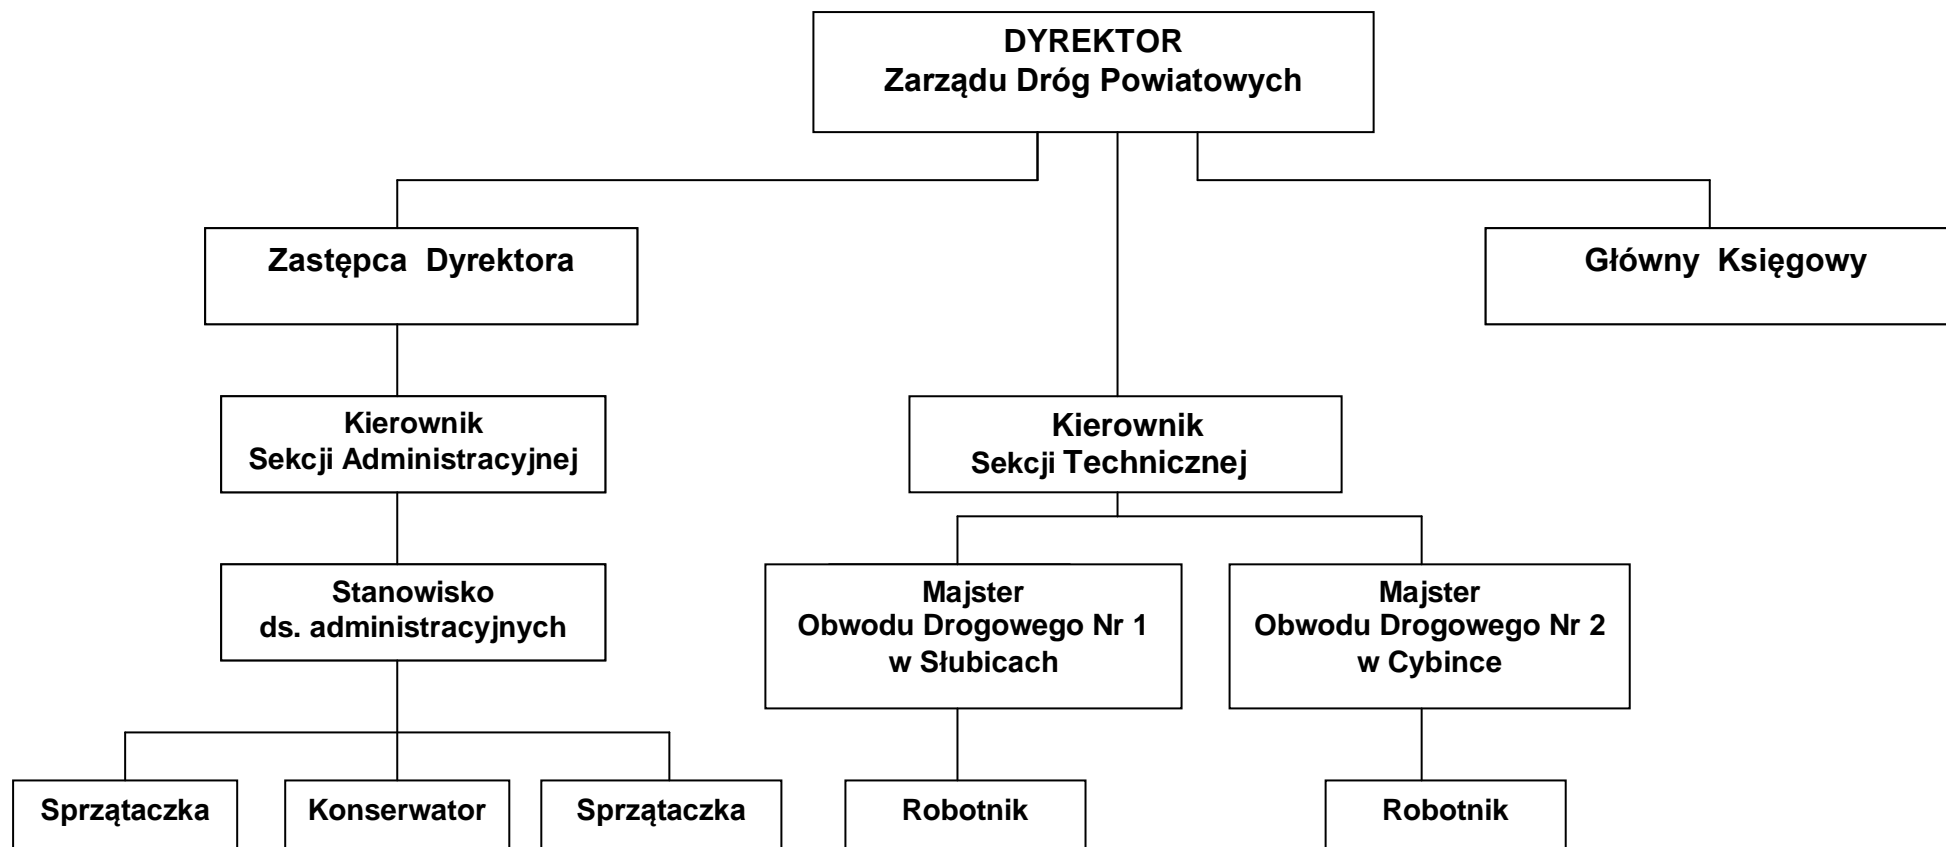 DYREKTOR
Zarządu Dróg Powiatowych
Zastępca Dyrektora
Główny Księgowy
Kierownik
Sekcji Administracyjnej
Kierownik
Sekcji Technicznej
Stanowisko
ds. administracyjnych
Majster
Obwodu Drogowego Nr 1
w Słubicach
Majster
Obwodu Drogowego Nr 2
w Cybince
Sprzątaczka
Konserwator
Sprzątaczka
Robotnik
Robotnik